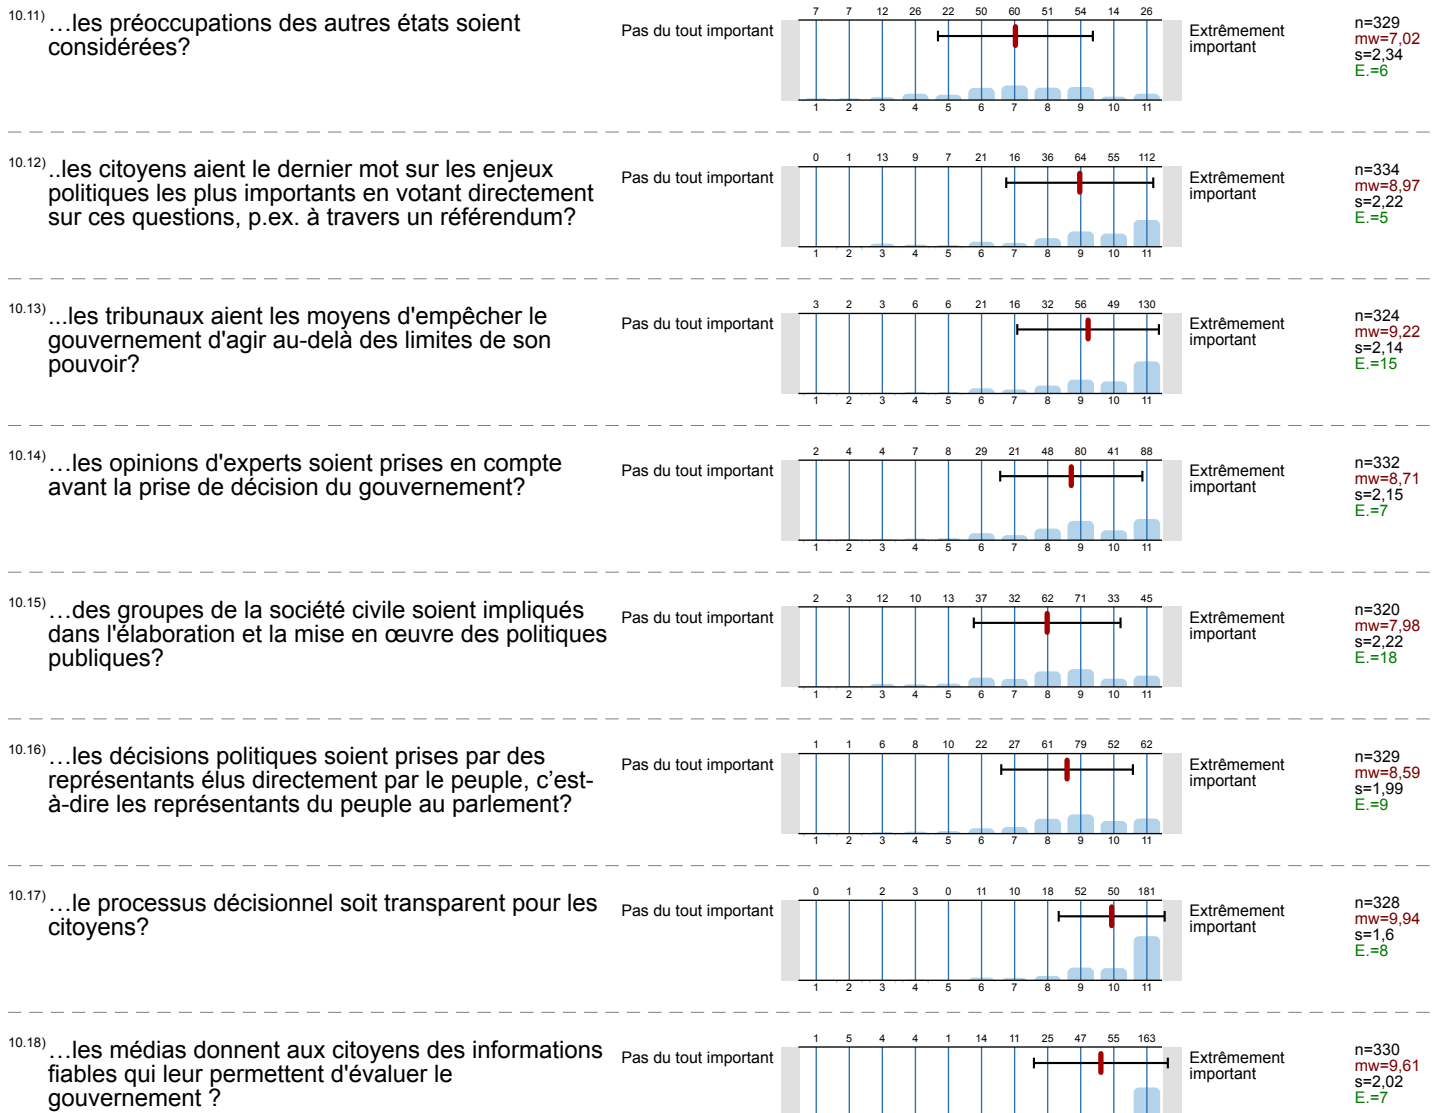 10.11) …les préoccupations des autres états soient
considérées?
Pas du tout important
7 7 12 26 22 50 60 51 54 14 26
1 2 3 4 5 6 7 8 9 10 11
Extrêmement
important
n=329
mw=7,02
s=2,34
E.=6
10.12) ..les citoyens aient le dernier mot sur les enjeux
politiques les plus importants en votant directement
sur ces questions, p.ex. à travers un référendum?
Pas du tout important
0 1 13 9 7 21 16 36 64 55 112
1 2 3 4 5 6 7 8 9 10 11
Extrêmement
important
n=334
mw=8,97
s=2,22
E.=5
10.13) ...les tribunaux aient les moyens d'empêcher le
gouvernement d'agir au-delà des limites de son
pouvoir?
Pas du tout important
3 2 3 6 6 21 16 32 56 49 130
1 2 3 4 5 6 7 8 9 10 11
Extrêmement
important
n=324
mw=9,22
s=2,14
E.=15
10.14) …les opinions d'experts soient prises en compte
avant la prise de décision du gouvernement?
Pas du tout important
2 4 4 7 8 29 21 48 80 41 88
1 2 3 4 5 6 7 8 9 10 11
Extrêmement
important
n=332
mw=8,71
s=2,15
E.=7
10.15) …des groupes de la société civile soient impliqués
dans l'élaboration et la mise en œuvre des politiques
publiques?
Pas du tout important
2 3 12 10 13 37 32 62 71 33 45
1 2 3 4 5 6 7 8 9 10 11
Extrêmement
important
n=320
mw=7,98
s=2,22
E.=18
10.16) …les décisions politiques soient prises par des
représentants élus directement par le peuple, c’est-
à-dire les représentants du peuple au parlement?
Pas du tout important
1 1 6 8 10 22 27 61 79 52 62
1 2 3 4 5 6 7 8 9 10 11
Extrêmement
important
n=329
mw=8,59
s=1,99
E.=9
10.17) …le processus décisionnel soit transparent pour les
citoyens?
Pas du tout important
0 1 2 3 0 11 10 18 52 50 181
1 2 3 4 5 6 7 8 9 10 11
Extrêmement
important
n=328
mw=9,94
s=1,6
E.=8
10.18) …les médias donnent aux citoyens des informations
fiables qui leur permettent d'évaluer le
gouvernement ?
Pas du tout important
1 5 4 4 1 14 11 25 47 55 163
Extrêmement
important
n=330
mw=9,61
s=2,02
E.=7